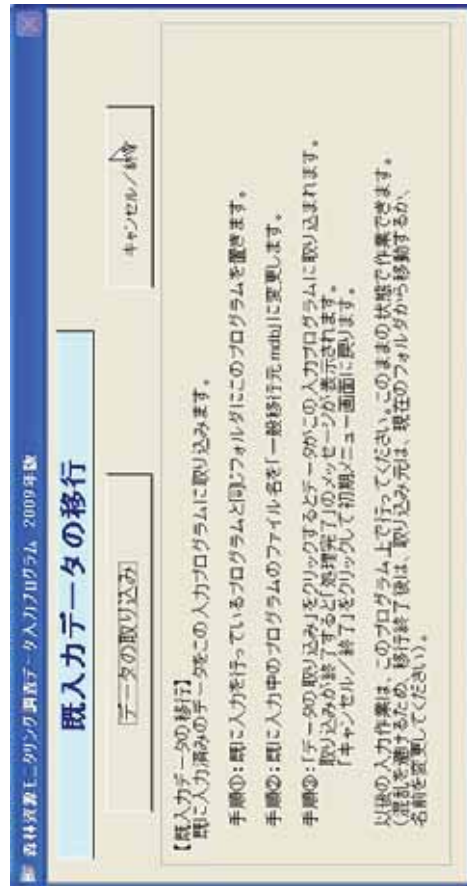 森林資源モニタリング調査データ入力プログラム 2009年版
既入力データの移行
データの取り込み
キャンセル／終了
【既入力データの移行】
既に入力済みのデータをこの入力プログラムに取り込みます。
手順①：既に入力を行っているプログラムと同じフォルダにこのプログラムを置きます。
手順②：既に入力中のプログラムのファイル名を「一般移行元.mdb」に変更します。
手順③：「データの取り込み」をクリックするとデータがこの入力プログラムに取り込まれます。
取り込みが終了すると「処理完了」のメッセージが表示されます。
「キャンセル／終了」をクリックして初期メニュー画面に戻ります。
以後の入力作業は、このプログラム上で行ってください。このままの状態で作業できます。
（混乱を避けるため、移行終了後は、取り込み元は、現在のフォルダから移動するか、
名前を変更してください）。